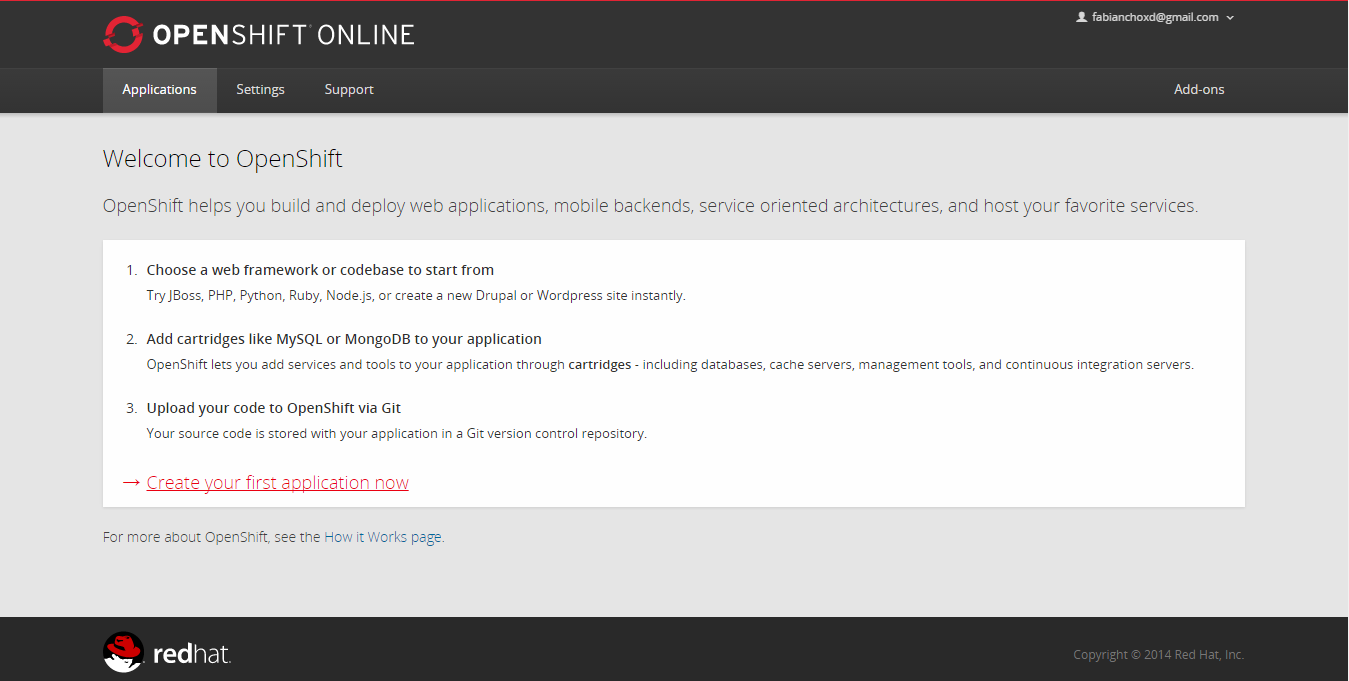 OPENSHIFT ONLINE
fabianchoxd@gmail.com
Applications Settings Support Add-ons
Welcome to OpenShift
OpenShift helps you build and deploy web applications, mobile backends, service oriented architectures, and host your favorite services.
1. Choose a web framework or codebase to start from
Try JBoss, PHP, Python, Ruby, Node.js, or create a new Drupal or Wordpress site instantly.
2. Add cartridges like MySQL or MongoDB to your application
OpenShift lets you add services and tools to your application through cartridges - including databases, cache servers, management tools, and continuous integration servers.
3. Upload your code to OpenShift via Git
Your source code is stored with your application in a Git version control repository.
→ Create your first application now
For more about OpenShift, see the How it Works page.
redhat.
Copyright © 2014 Red Hat, Inc.